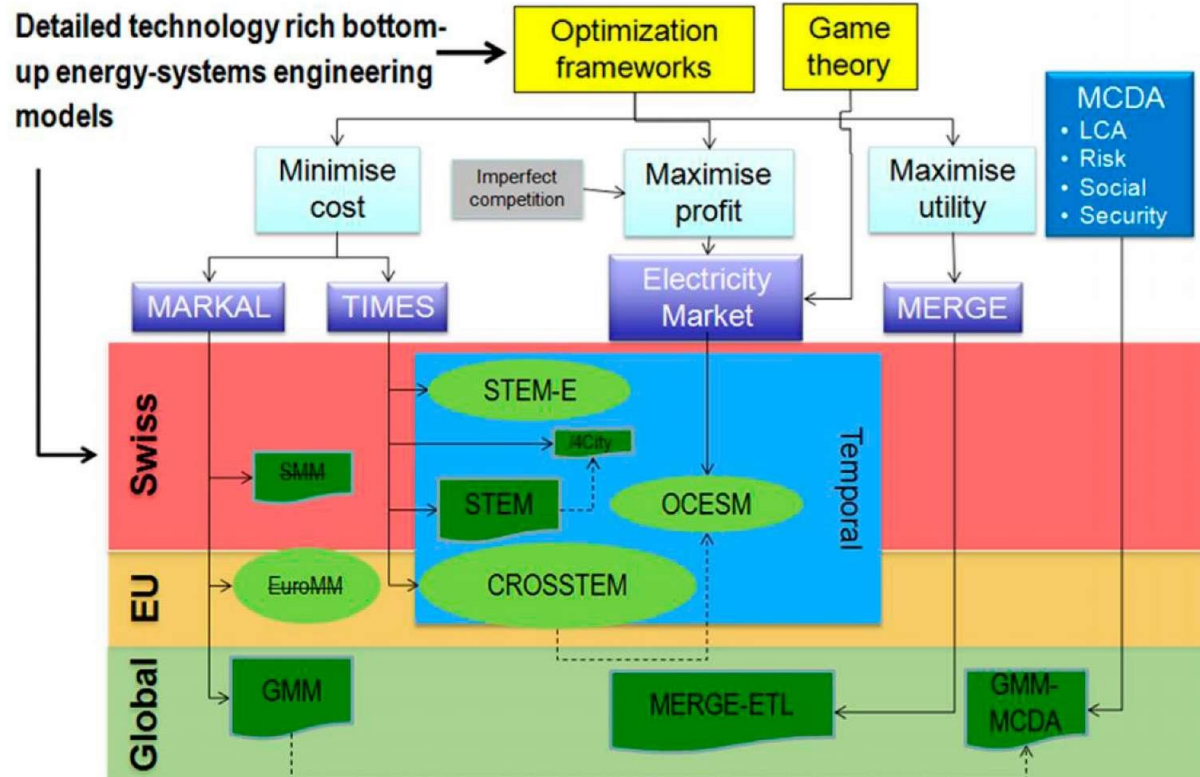 Detailed technology rich bottom-
up energy-systems engineering
models
Optimization
frameworks
Game
theory
MCDA
• LCA
• Risk
• Social
• Security
Minimise
cost
Imperfect
competition
Maximise
profit
Maximise
utility
MARKAL
TIMES
Electricity
Market
MERGE
Swiss
STEM-E
i4City
SMM
STEM
OCESM
Temporal
EU
EuroMM
CROSSTEM
Global
GMM
MERGE-ETL
GMM-
MCDA